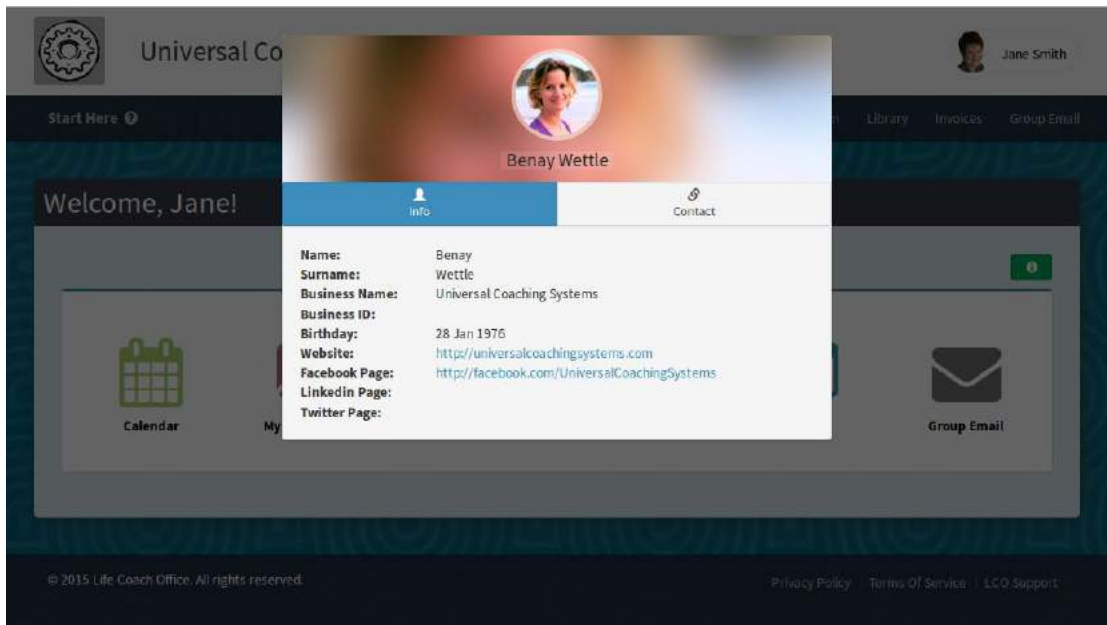 Universal Co
Jane Smith
Start Here
Library Invoices Group Email
Benay Wettle
Welcome, Jane!
Info
Contact
Name: Benay
Surname: Wettle
Business Name: Universal Coaching Systems
Business ID:
Birthday: 28 Jan 1976
Website: http://universalcoachingsystems.com
Facebook Page: http://facebook.com/UniversalCoachingSystems
Linkedin Page:
Twitter Page:
Calendar
My
Group Email
© 2015 Life Coach Office. All rights reserved.
Privacy Policy | Terms Of Service | LCO Support